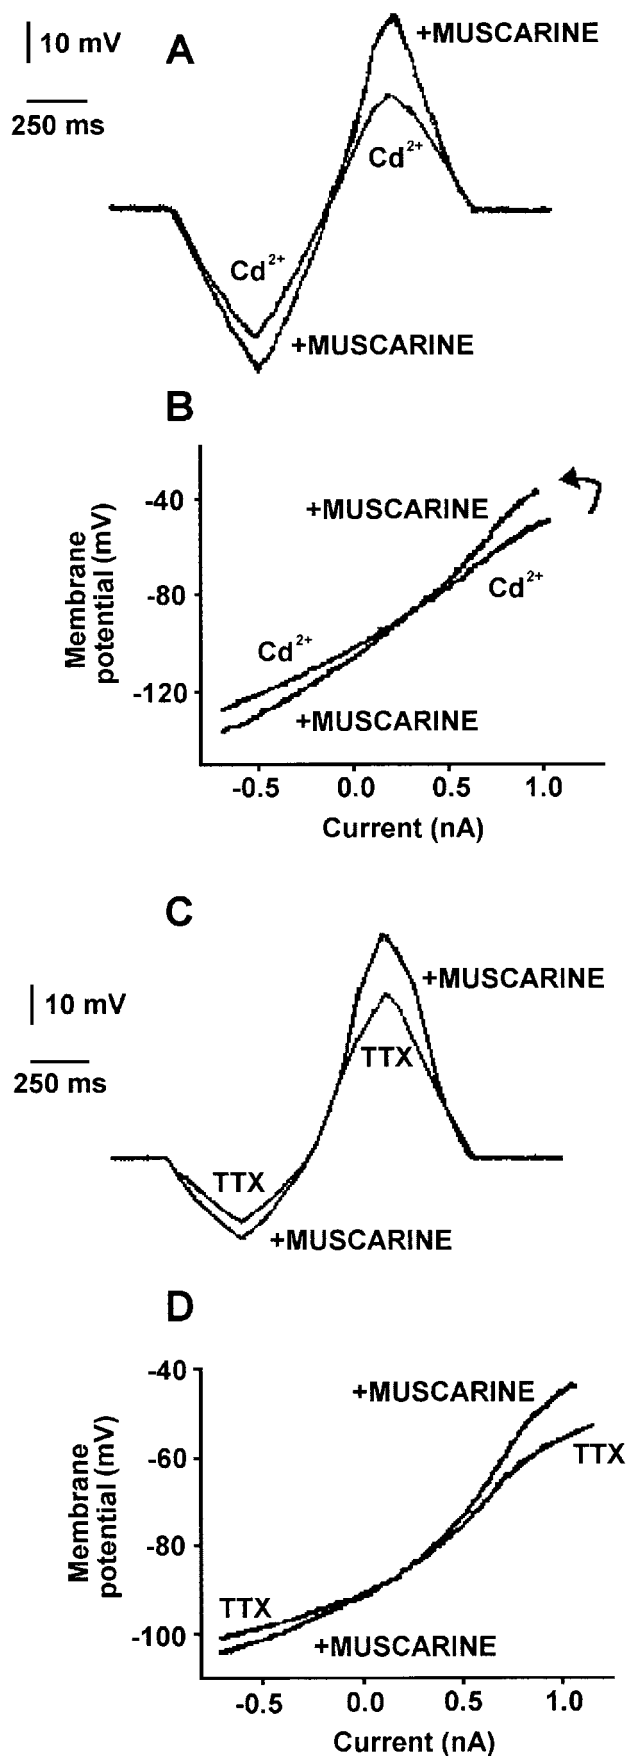 A
10 mV
250 ms
+MUSCARINE
Cd2+
Cd2+
+MUSCARINE
B
Membrane
potential (mV)
-40
-80
-120
+MUSCARINE
Cd2+
Cd2+
+MUSCARINE
-0.5 0.0 0.5 1.0
Current (nA)
C
10 mV
250 ms
+MUSCARINE
TTX
TTX
+MUSCARINE
D
Membrane
potential (mV)
-40
-60
-80
-100
+MUSCARINE
TTX
TTX
+MUSCARINE
-0.5 0.0 0.5 1.0
Current (nA)